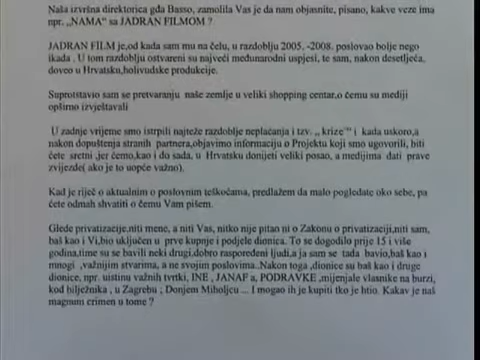 Naša izvršna direktorica gđa Basso, zamolila Vas je da nam objasnite, pisano, kakve veze ima
npr. „NAMA“ sa JADRAN FILMOM ?
JADRAN FILM je,od kada sam mu na čelu, u razdoblju 2005. -2008. poslovao bolje nego
ikada . U tom razdoblju ostvareni su najveći međunarodni uspjesi, te sam, nakon desetljeća,
doveo u Hrvatsku,holivudske produkcije.
Suprotstavio sam se pretvaranju naše zemlje u veliki shopping centar,o čemu su mediji
opširno izvještavali
U zadnje vrijeme smo istrpili najteže razdoblje neplaćanja i tzv. „ krize“ i kada uskoro,a
nakon dopuštenja stranih partnera,objavimo informaciju o Projektu koji smo ugovorili, biti
ćete sretni ,jer ćemo,kao i do sada, u Hrvatsku donijeti veliki posao, a medijima dati prave
zvijezde( ako je to uopće važno).
Kad je riječ o aktualnim o poslovnim teškoćama, predlažem da malo pogledate oko sebe, pa
ćete odmah shvatiti o čemu Vam pišem.
Glede privatizacije,niti mene, a niti Vas, nitko nije pitao ni o Zakonu o privatizaciji,niti sam,
baš kao i Vi,bio uključen u prve kupnje i podjele dionica. To se dogodilo prije 15 i više
godina,time su se bavili neki drugi,dobro raspoređeni ljudi,a ja sam se tada bavio,baš kao i
mnogi ,važnijim stvarima, a ne svojim poslovima..Nakon toga ,dionice su baš kao i druge
dionice, npr. uistinu važnih tvrtki, INE , JANAF a, PODRAVKE ,mijenjale vlasnike na burzi,
kod bilježnika , u Zagrebu ; Donjem Miholjcu ... I mogao ih je kupiti tko je htio. Kakav je naš
magnum crimen u tome ?